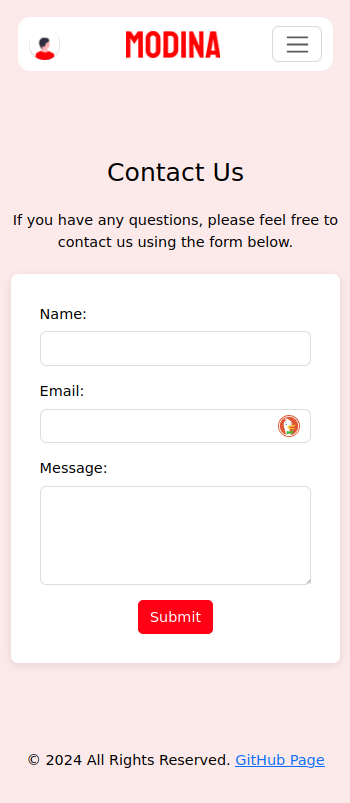 MODINA
Contact Us
If you have any questions, please feel free to
contact us using the form below.
Name:
Email:
Message:
Submit
© 2024 All Rights Reserved. GitHub Page